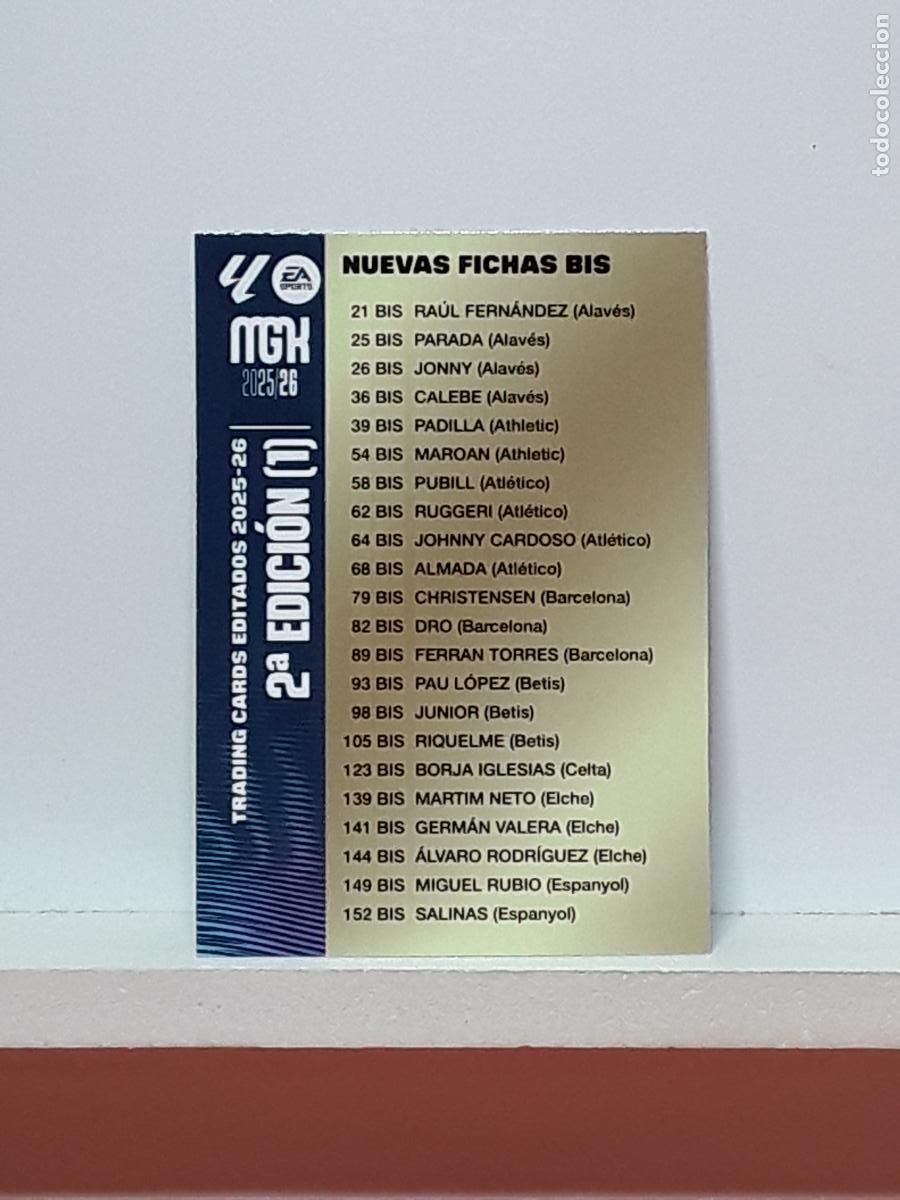 todocoleccion
EA
SPORTS
MGK
2025/26
TRADING CARDS EDITADOS 2025-26
2ª EDICIÓN (1)
NUEVAS FICHAS BIS
21 BIS RAÚL FERNÁNDEZ (Alavés)
25 BIS PARADA (Alavés)
26 BIS JONNY (Alavés)
36 BIS CALEBE (Alavés)
39 BIS PADILLA (Athletic)
54 BIS MAROAN (Athletic)
58 BIS PUBILL (Atlético)
62 BIS RUGGERI (Atlético)
64 BIS JOHNNY CARDOSO (Atlético)
68 BIS ALMADA (Atlético)
79 BIS CHRISTENSEN (Barcelona)
82 BIS DRO (Barcelona)
89 BIS FERRAN TORRES (Barcelona)
93 BIS PAU LÓPEZ (Betis)
98 BIS JUNIOR (Betis)
105 BIS RIQUELME (Betis)
123 BIS BORJA IGLESIAS (Celta)
139 BIS MARTIM NETO (Elche)
141 BIS GERMÁN VALERA (Elche)
144 BIS ÁLVARO RODRÍGUEZ (Elche)
149 BIS MIGUEL RUBIO (Espanyol)
152 BIS SALINAS (Espanyol)